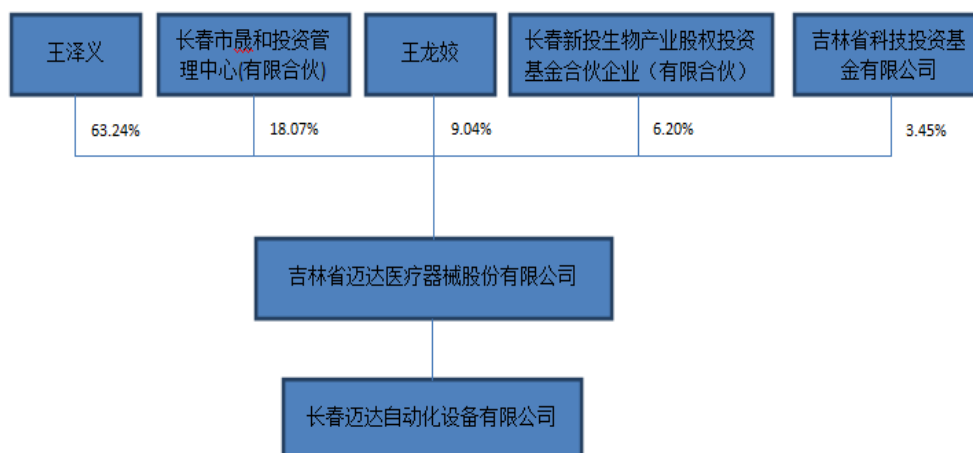 王泽义
长春市晟和投资管
理中心(有限合伙)
王龙姣
长春新投生物产业股权投资
基金合伙企业（有限合伙）
吉林省科技投资基
金有限公司
63.24%
18.07%
9.04%
6.20%
3.45%
吉林省迈达医疗器械股份有限公司
长春迈达自动化设备有限公司